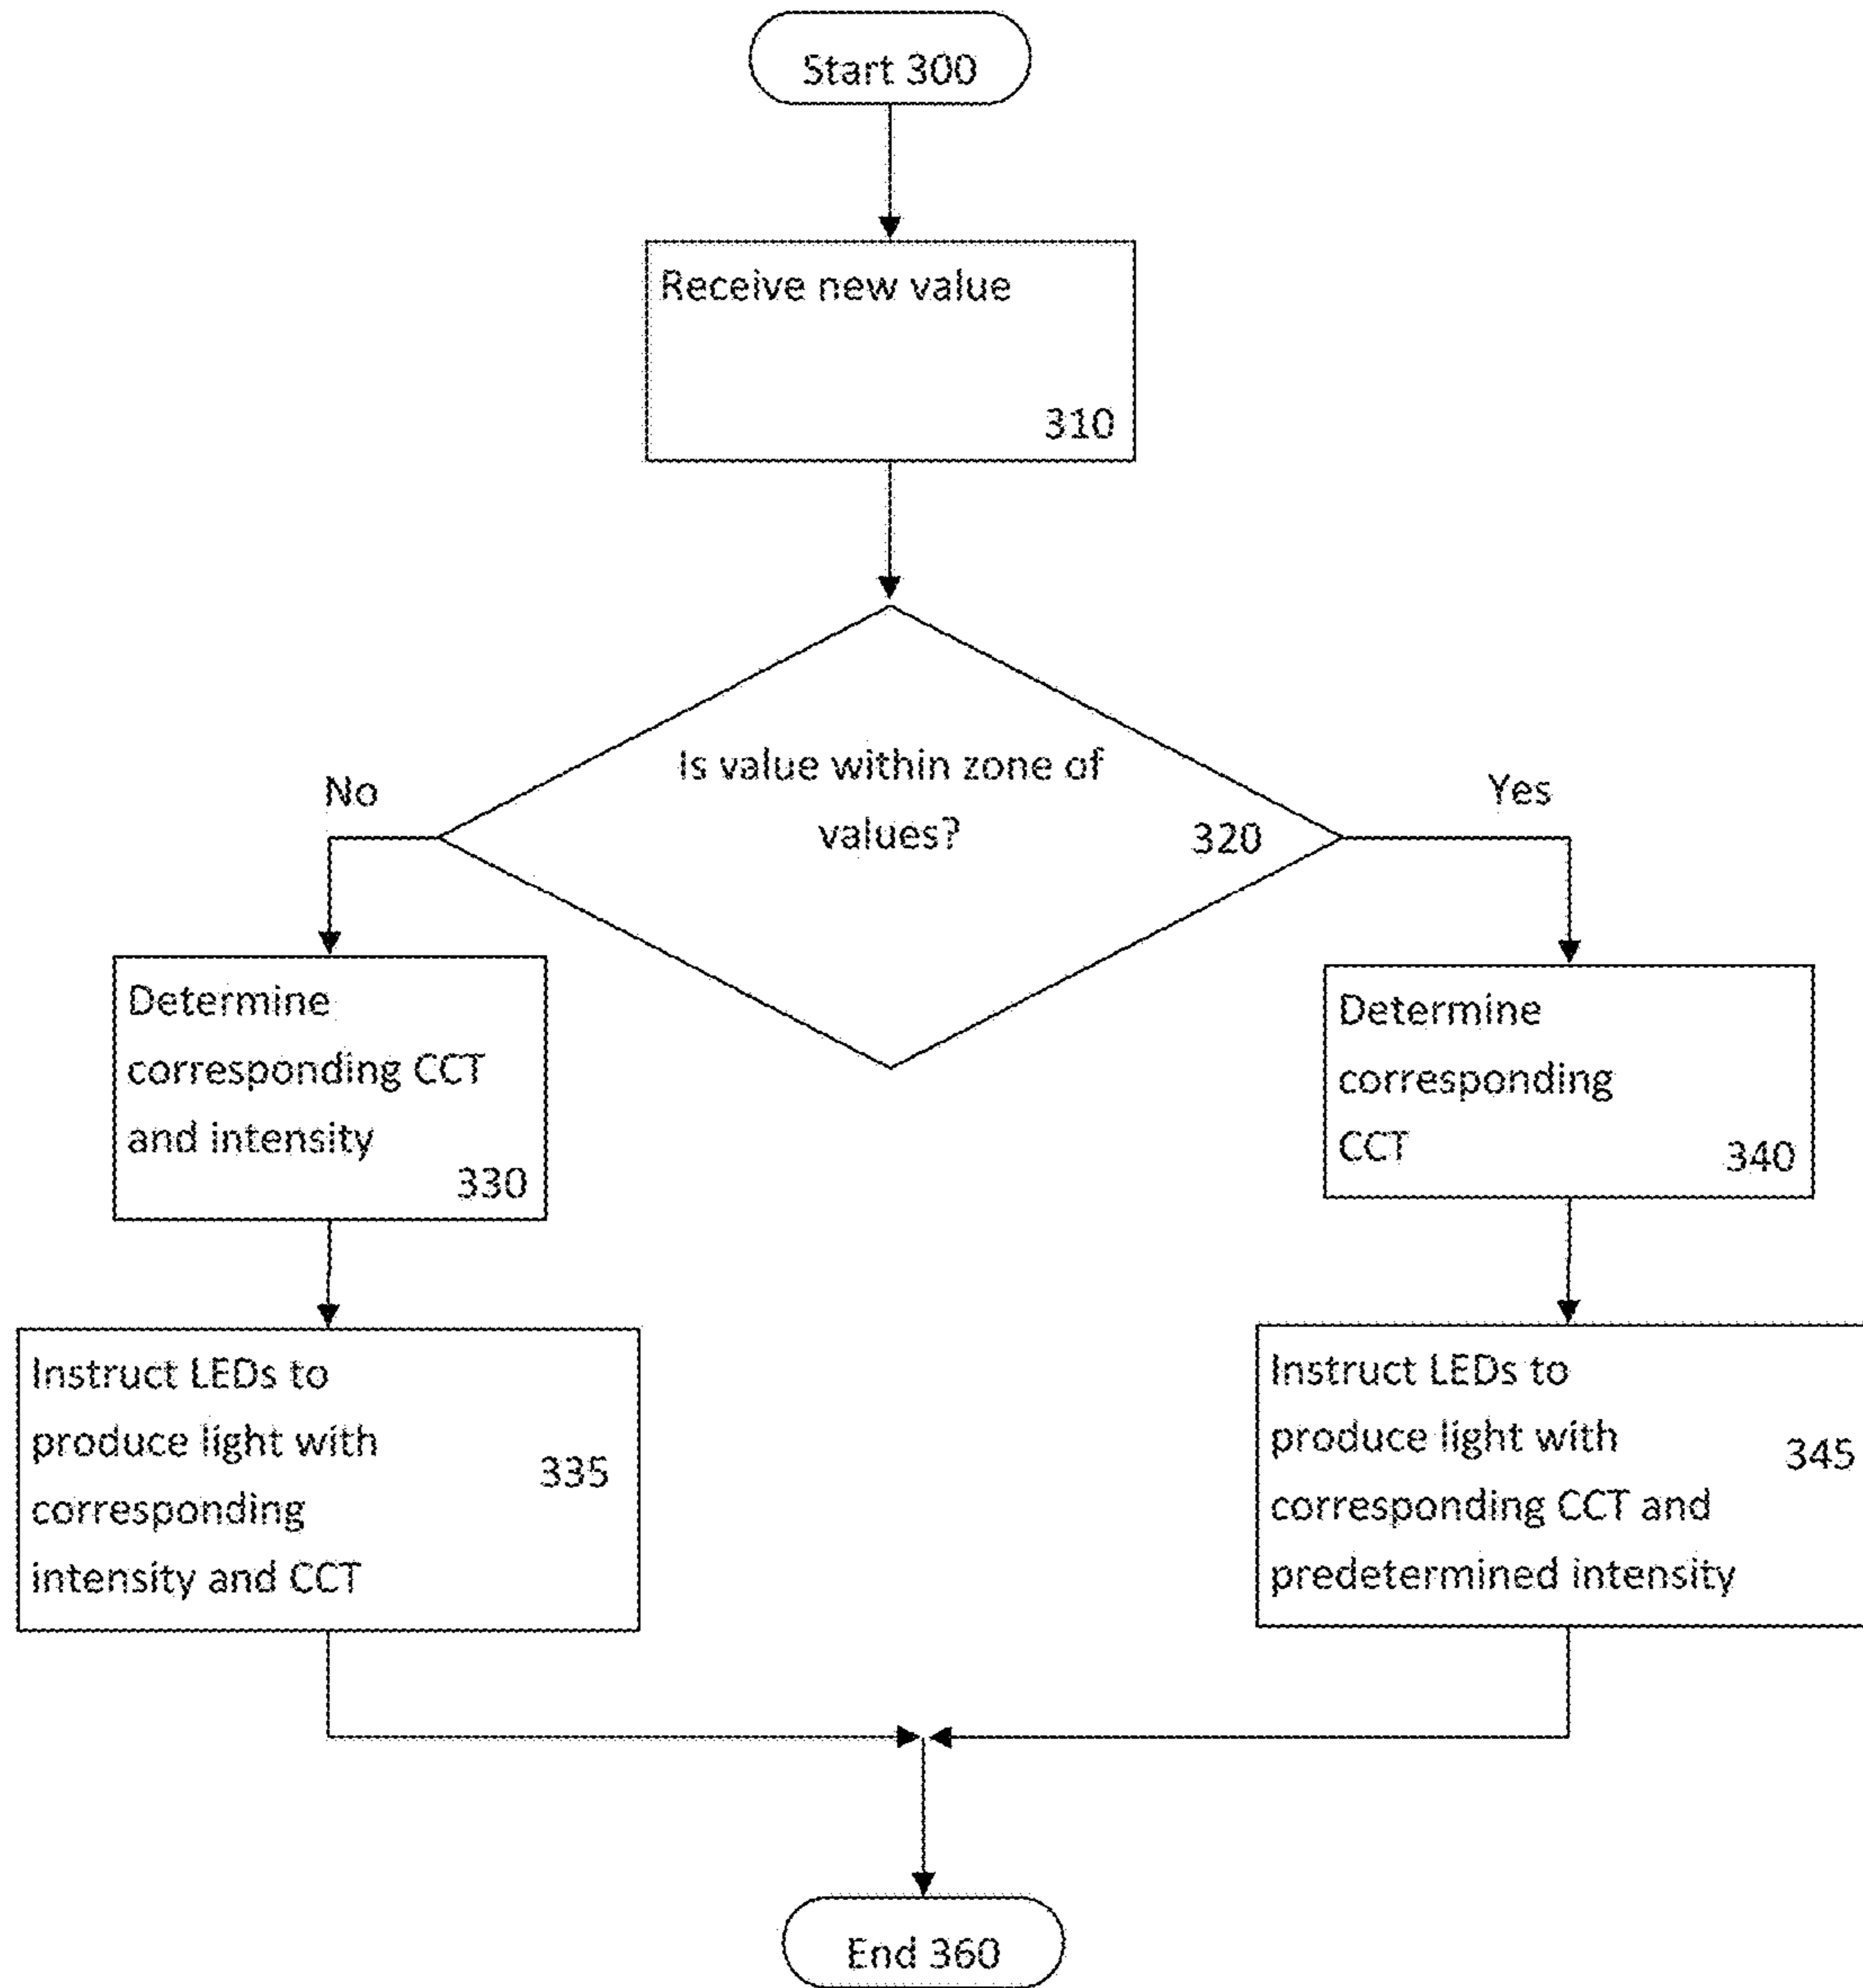 Start 300
Receive new value
310
Is value within zone of
values?
320
No
Yes
Determine
corresponding CCT
and intensity
330
Determine
corresponding
CCT
340
Instruct LEDs to
produce light with
corresponding
intensity and CCT
335
Instruct LEDs to
produce light with
corresponding CCT and
predetermined intensity
345
End 360